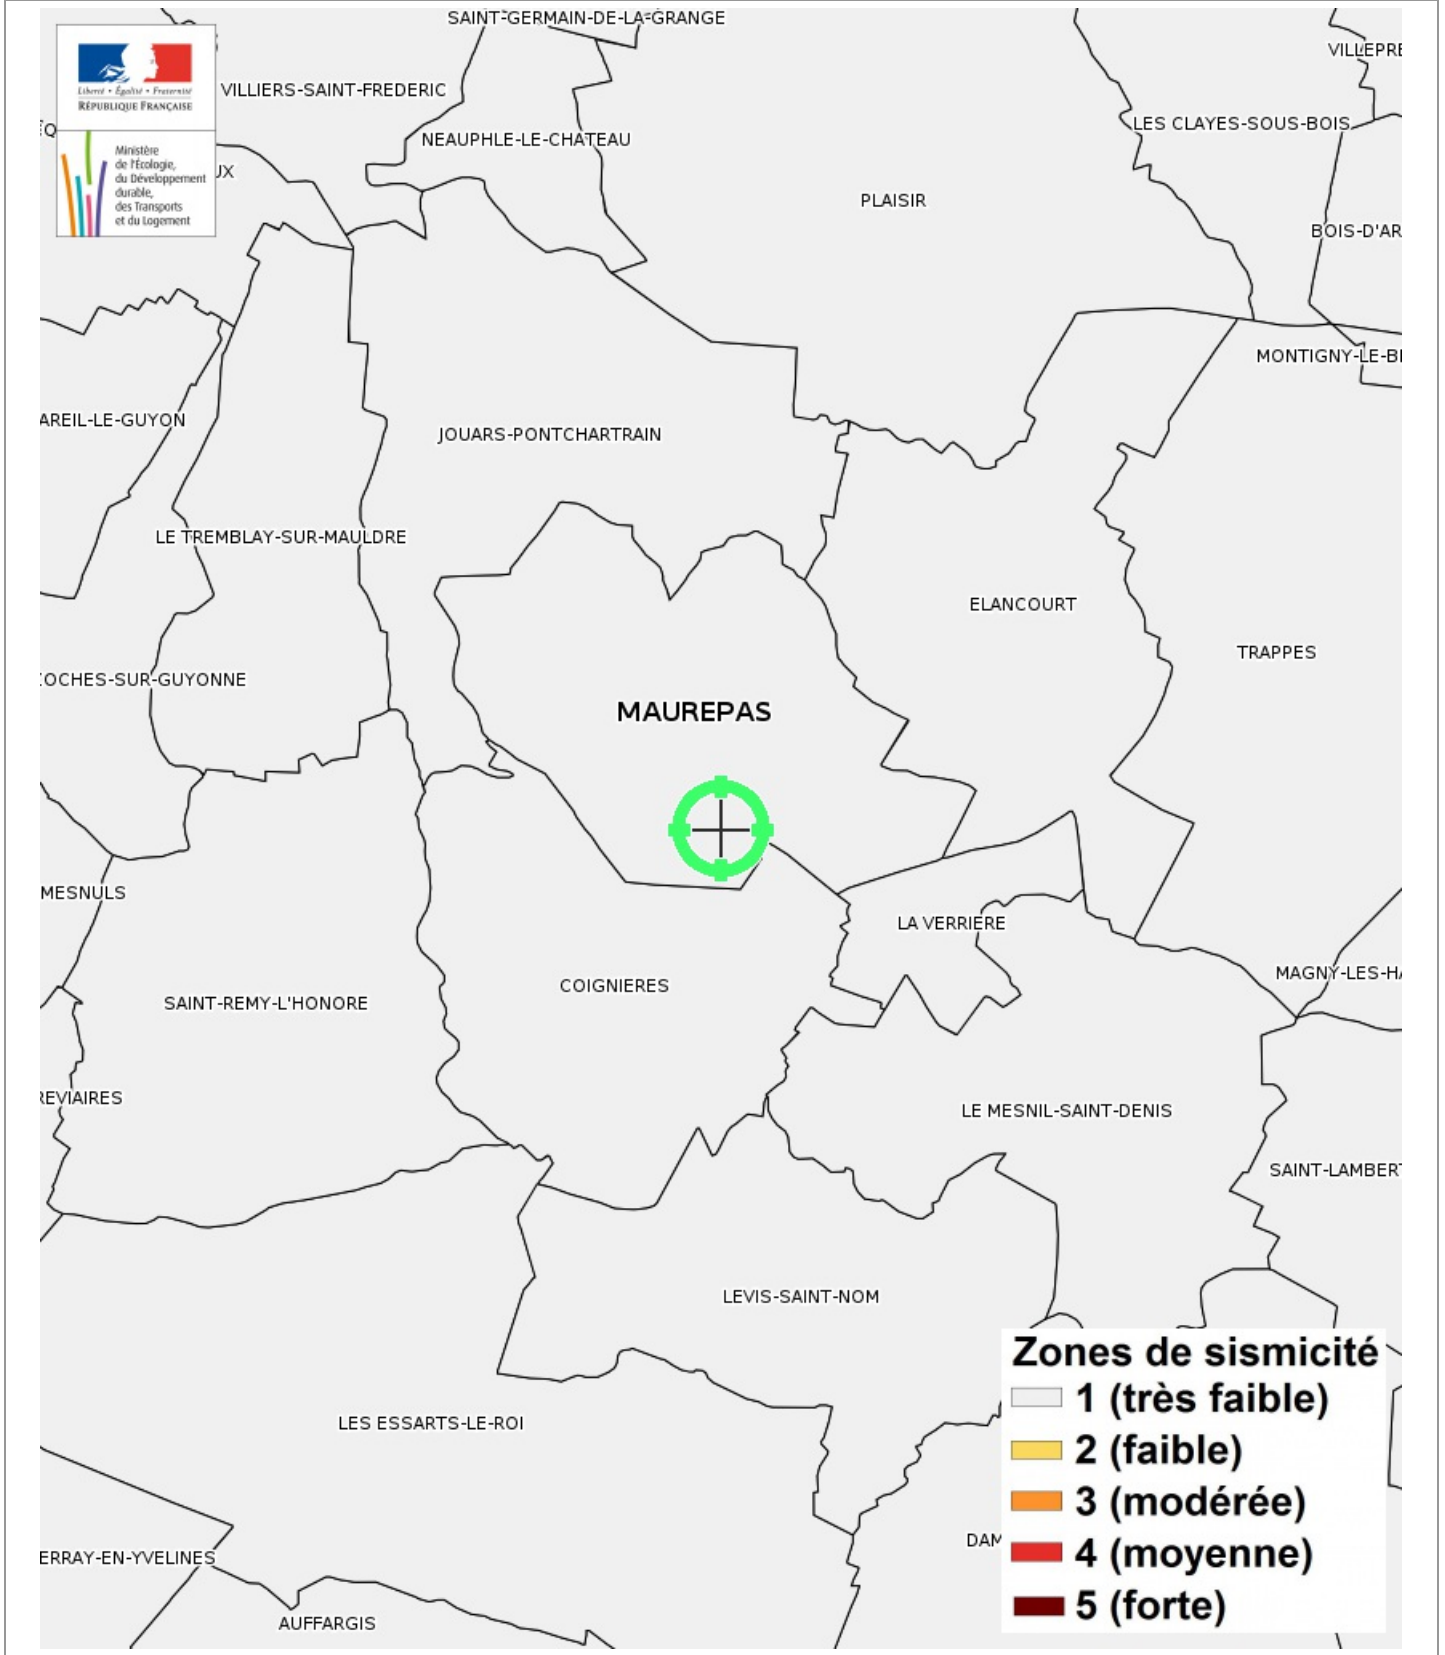 SAINT-GERMAIN-DE-LA-GRANGE
VILLEPRE
Liberté • Égalité • Fraternité
RÉPUBLIQUE FRANÇAISE
VILLIERS-SAINT-FREDERIC
LES CLAYES-SOUS-BOIS
NEAUPHLE-LE-CHATEAU
Ministère
de l'Écologie,
du Développement
durable,
des Transports
et du Logement
UX
PLAISIR
BOIS-D'AR
MONTIGNY-LE-B
AREIL-LE-GUYON
JOUARS-PONTCHARTRAIN
LE TREMBLAY-SUR-MAULDRE
ELANCOURT
TRAPPES
OCHES-SUR-GUYONNE
MAUREPAS
MESNULS
LA VERRIERE
MAGNY-LES-HA
COIGNIERES
SAINT-REMY-L'HONORE
REVIAIRES
LE MESNIL-SAINT-DENIS
SAINT-LAMBERT
LEVIS-SAINT-NOM
LES ESSARTS-LE-ROI
DAM
ERRAY-EN-YVELINES
AUFFARGIS
Zones de sismicité
1 (très faible)
2 (faible)
3 (modérée)
4 (moyenne)
5 (forte)